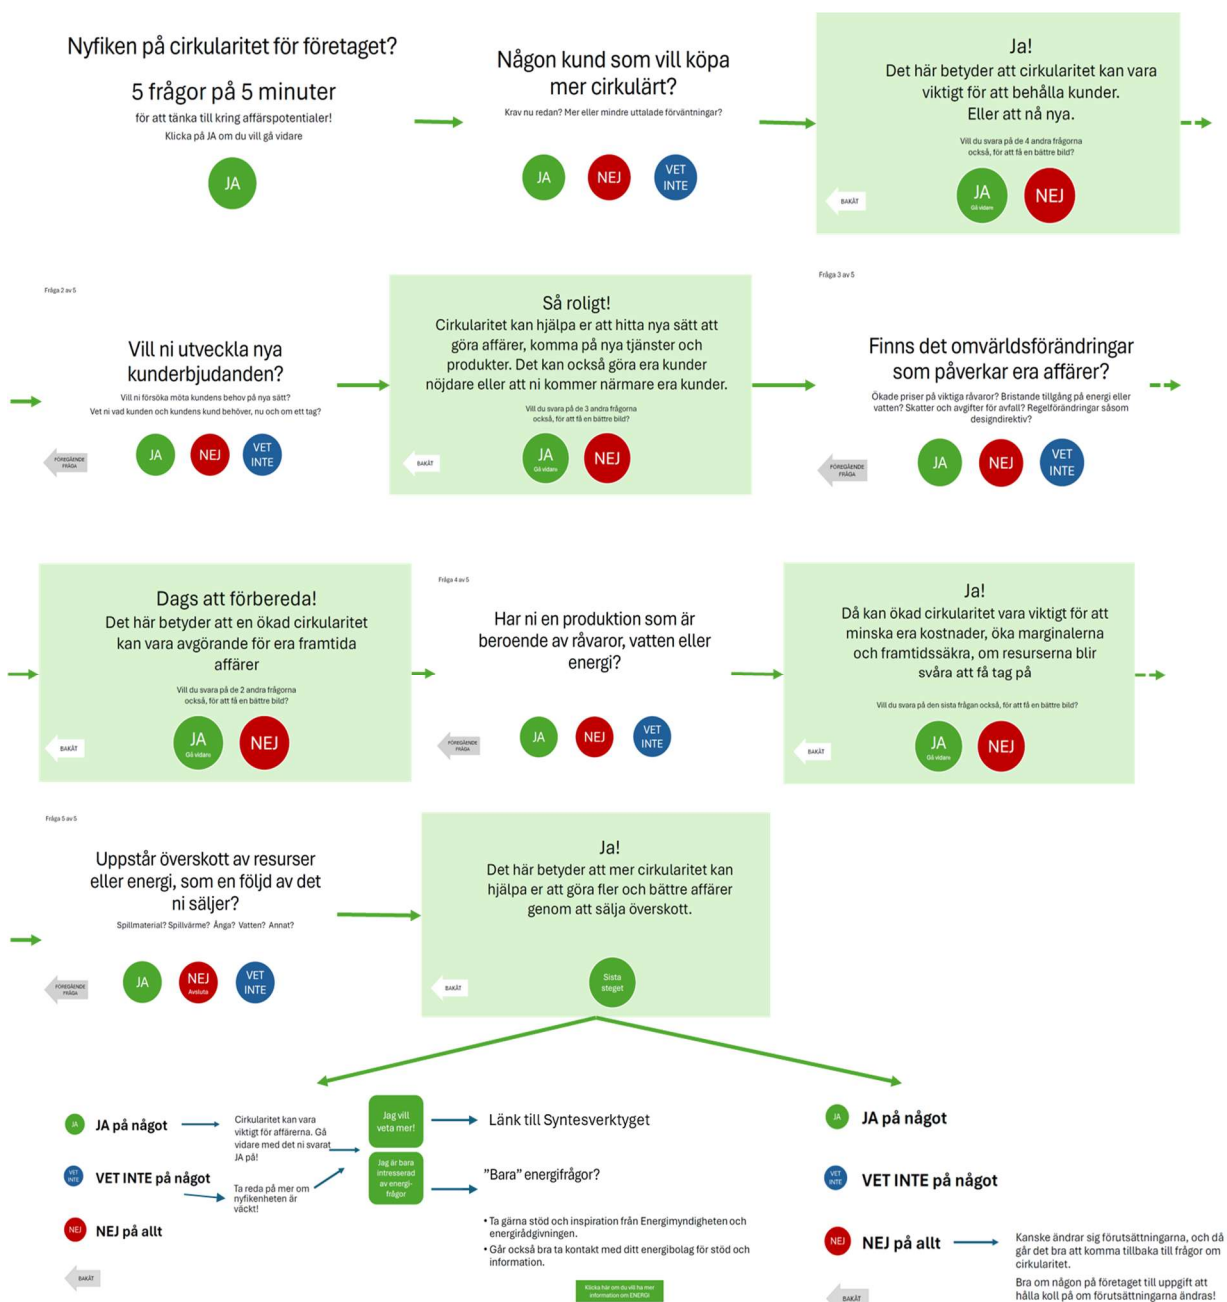 Nyfiken på cirkularitet för företaget?
5 frågor på 5 minuter
för att tänka till kring affärspotentialer!
Klicka på JA om du vill gå vidare
JA
Någon kund som vill köpa
mer cirkulärt?
Krav nu redan? Mer eller mindre uttalade förväntningar?
JA
NEJ
VET
INTE
Ja!
Det här betyder att cirkularitet kan vara
viktigt för att behålla kunder.
Eller att nå nya.
Vill du svara på de 4 andra frågorna
också, för att få en bättre bild?
JA
Gå vidare
NEJ
BAKÅT
Fråga 2 av 5
Vill ni utveckla nya
kunderbjudanden?
Vill ni försöka möta kundens behov på nya sätt?
Vet ni vad kunden och kundens kund behöver, nu och om ett tag?
JA
NEJ
VET
INTE
FÖREGÅENDE
FRÅGA
Så roligt!
Cirkularitet kan hjälpa er att hitta nya sätt att
göra affärer, komma på nya tjänster och
produkter. Det kan också göra era kunder
nöjdare eller att ni kommer närmare era kunder.
Vill du svara på de 3 andra frågorna
också, för att få en bättre bild?
JA
Gå vidare
NEJ
BAKÅT
Fråga 3 av 5
Finns det omvärldsförändringar
som påverkar era affärer?
Ökade priser på viktiga råvaror? Bristande tillgång på energi eller
vatten? Skatter och avgifter för avfall? Regelförändringar såsom
designdirektiv?
JA
NEJ
VET
INTE
FÖREGÅENDE
FRÅGA
Dags att förbereda!
Det här betyder att en ökad cirkularitet
kan vara avgörande för era framtida
affärer
Vill du svara på de 2 andra frågorna
också, för att få en bättre bild?
JA
Gå vidare
NEJ
BAKÅT
Fråga 4 av 5
Har ni en produktion som är
beroende av råvaror, vatten eller
energi?
JA
NEJ
VET
INTE
FÖREGÅENDE
FRÅGA
Ja!
Då kan ökad cirkularitet vara viktigt för att
minska era kostnader, öka marginalerna
och framtidssäkra, om resurserna blir
svåra att få tag på
Vill du svara på den sista frågan också, för att få en bättre bild?
JA
Gå vidare
NEJ
BAKÅT
Fråga 5 av 5
Uppstår överskott av resurser
eller energi, som en följd av det
ni säljer?
Spillmaterial? Spillvärme? Ånga? Vatten? Annat?
JA
NEJ
Avsluta
VET
INTE
FÖREGÅENDE
FRÅGA
Ja!
Det här betyder att mer cirkularitet kan
hjälpa er att göra fler och bättre affärer
genom att sälja överskott.
Sista
steget
BAKÅT
JA
JA på något
Cirkularitet kan vara
viktigt för affärerna. Gå
vidare med det ni svarat
JA på!
VET
INTE
VET INTE på något
Ta reda på mer om
nyfikenheten är
väckt!
NEJ
NEJ på allt
BAKÅT
Jag vill
veta mer!
Länk till Syntesverktyget
Jag är bara
intresserad
av energi-
frågor
"Bara" energifrågor?
• Ta gärna stöd och inspiration från Energimyndigheten och
energirådgivningen.
• Går också bra ta kontakt med ditt energibolag för stöd och
information.
Klicka här om du vill ha mer
information om ENERGI
JA
JA på något
VET
INTE
VET INTE på något
NEJ
NEJ på allt
Kanske ändrar sig förutsättningarna, och då
går det bra att komma tillbaka till frågor om
cirkularitet.
Bra om någon på företaget till uppgift att
hålla koll på om förutsättningarna ändras!
BAKÅT